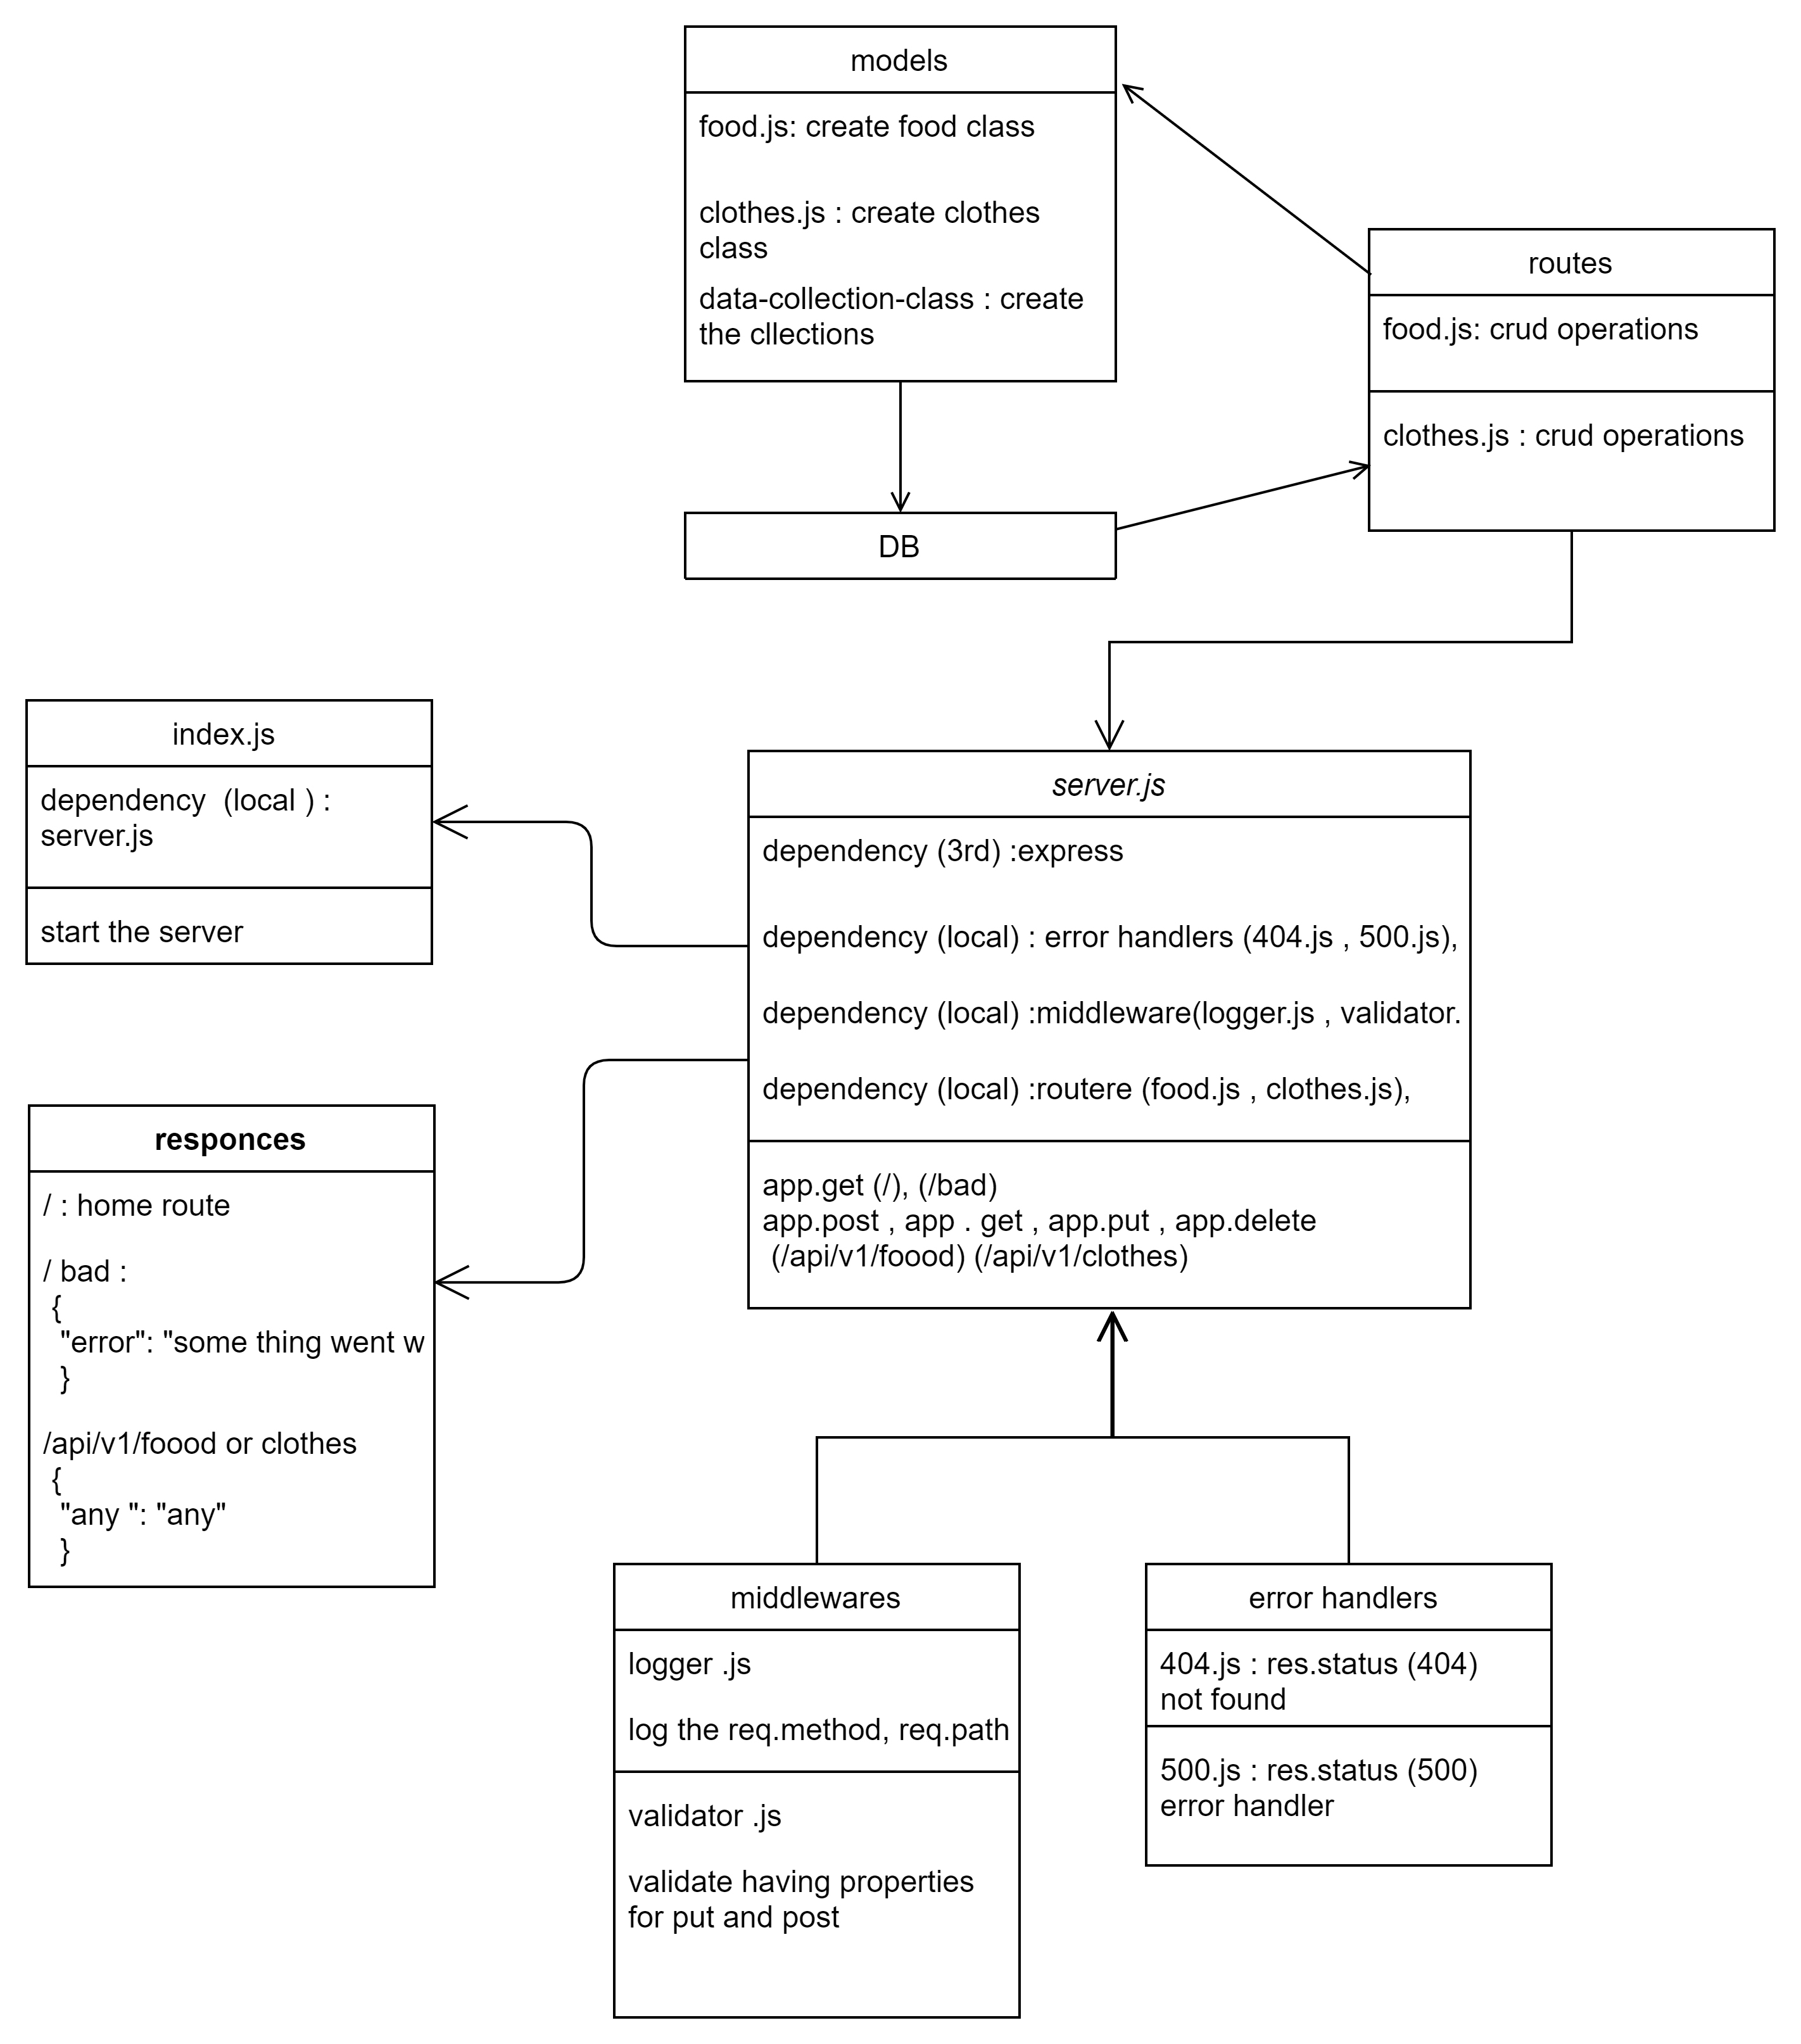 models
food.js: create food class
clothes.js : create clothes
class
data-collection-class : create
the cllections
routes
food.js: crud operations
clothes.js : crud operations
DB
index.js
dependency  (local ) :
server.js
start the server
server.js
dependency (3rd) :express
dependency (local) : error handlers (404.js , 500.js),
dependency (local) :middleware(logger.js , validator.
dependency (local) :routere (food.js , clothes.js),
app.get (/), (/bad)
app.post , app . get , app.put , app.delete
(/api/v1/foood) (/api/v1/clothes)
responces
/ : home route
/ bad :
{
"error": "some thing went w
}
/api/v1/foood or clothes
{
"any ": "any"
}
middlewares
logger .js
log the req.method, req.path
validator .js
validate having properties
for put and post
error handlers
404.js : res.status (404)
not found
500.js : res.status (500)
error handler